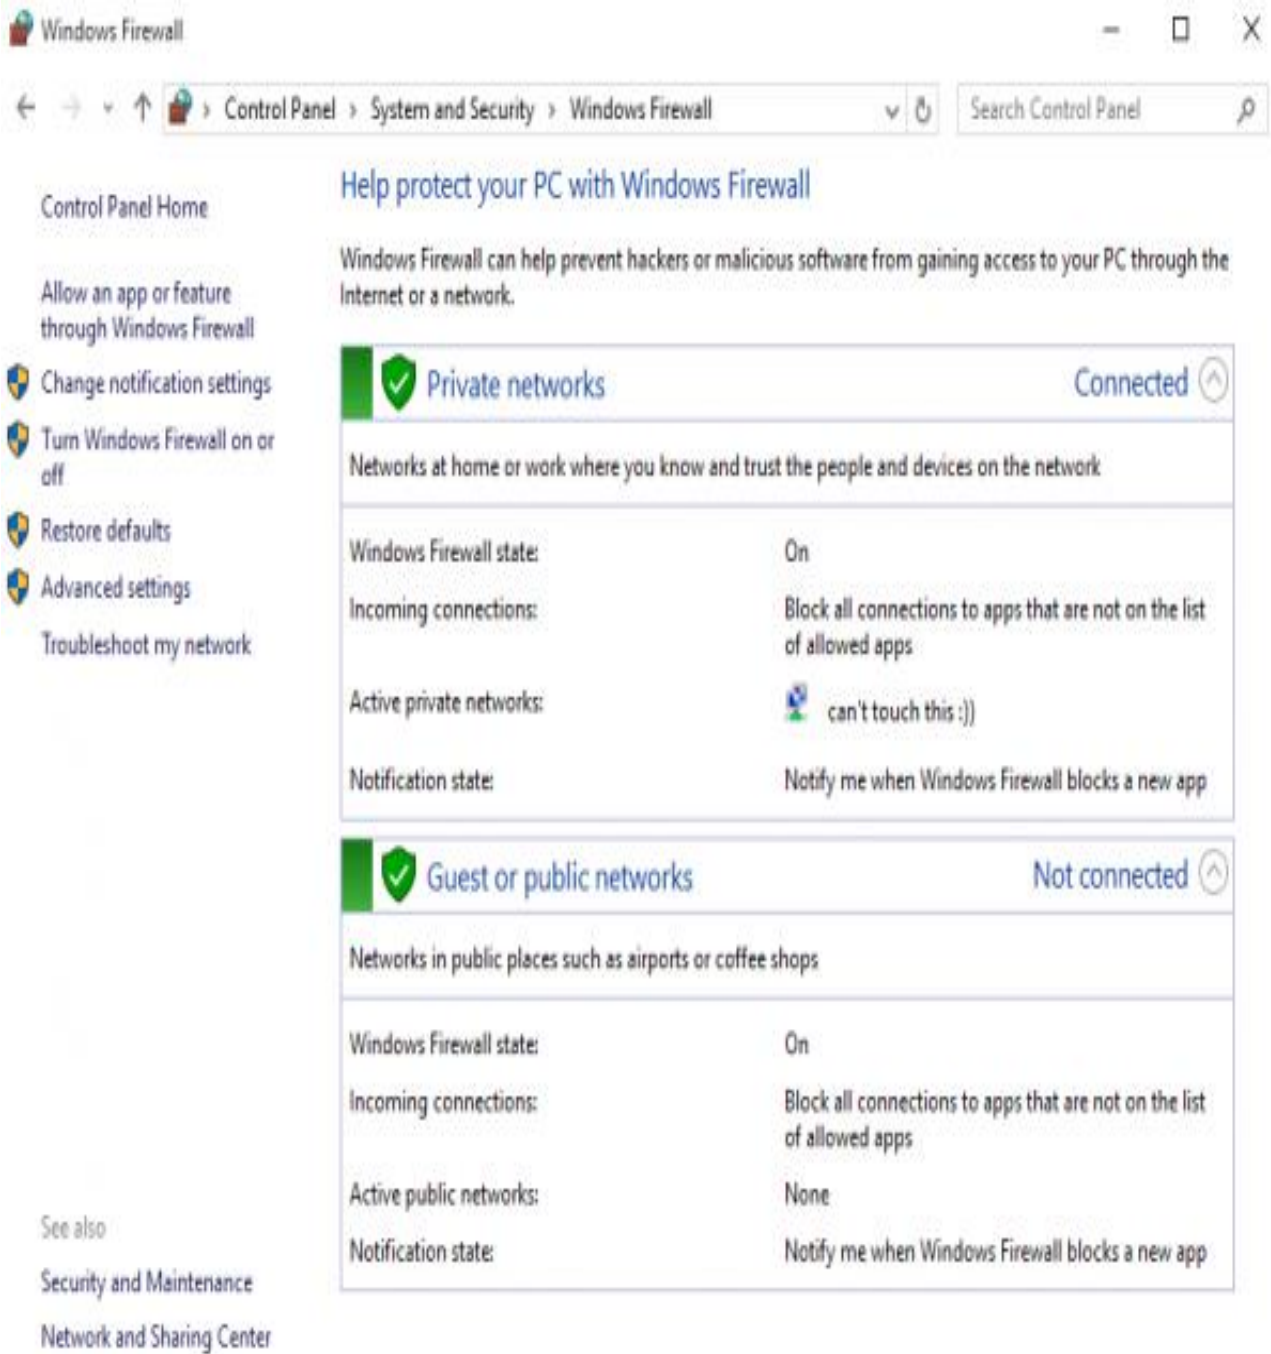 Windows Firewall
Control Panel > System and Security > Windows Firewall
Search Control Panel
Control Panel Home
Allow an app or feature
through Windows Firewall
Change notification settings
Turn Windows Firewall on or
off
Restore defaults
Advanced settings
Troubleshoot my network
See also
Security and Maintenance
Network and Sharing Center
Help protect your PC with Windows Firewall
Windows Firewall can help prevent hackers or malicious software from gaining access to your PC through the
Internet or a network.
Private networks Connected
Networks at home or work where you know and trust the people and devices on the network
Windows Firewall state: On
Incoming connections: Block all connections to apps that are not on the list
of allowed apps
Active private networks: can't touch this :))
Notification state: Notify me when Windows Firewall blocks a new app
Guest or public networks Not connected
Networks in public places such as airports or coffee shops
Windows Firewall state: On
Incoming connections: Block all connections to apps that are not on the list
of allowed apps
Active public networks: None
Notification state: Notify me when Windows Firewall blocks a new app